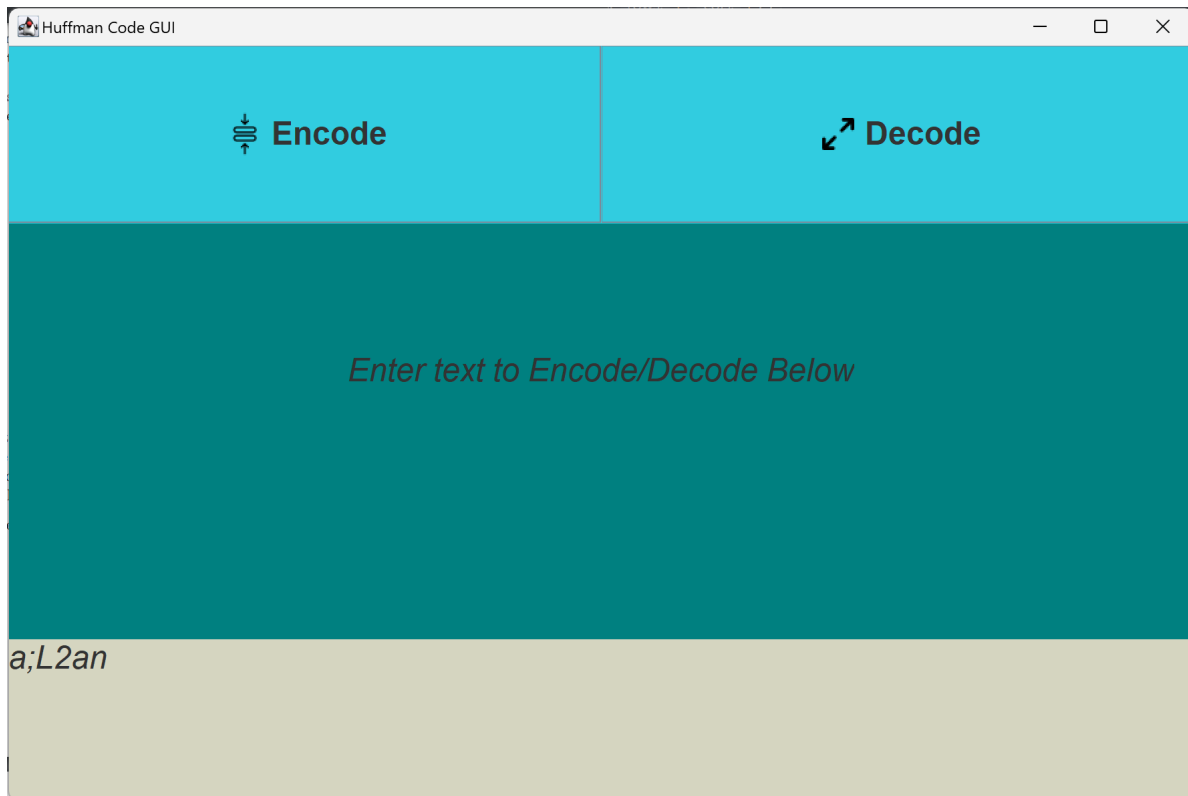 Huffman Code GUI
Encode
Decode
Enter text to Encode/Decode Below
a;L2an